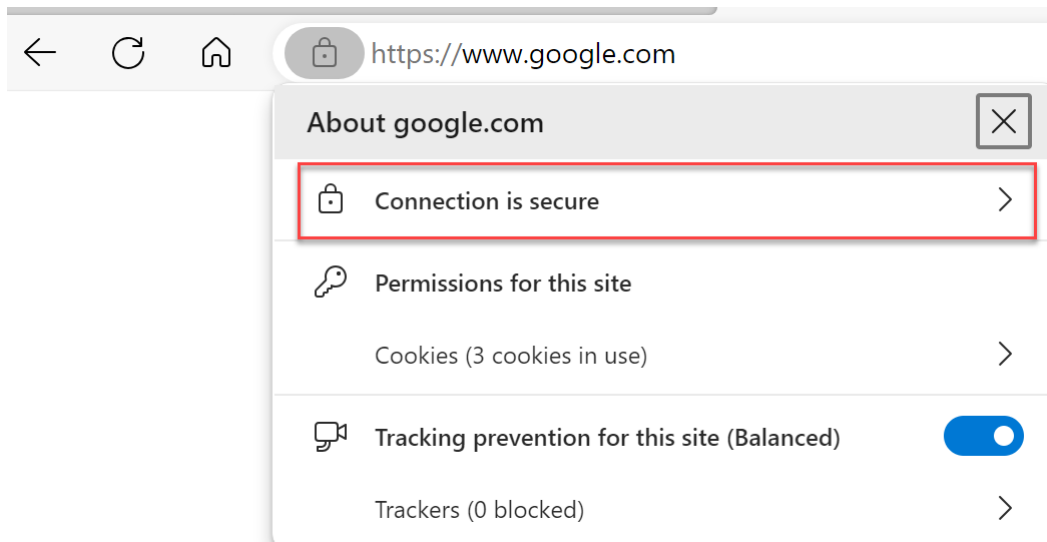 https://www.google.com
About google.com
Connection is secure
Permissions for this site
Cookies (3 cookies in use)
Tracking prevention for this site (Balanced)
Trackers (0 blocked)